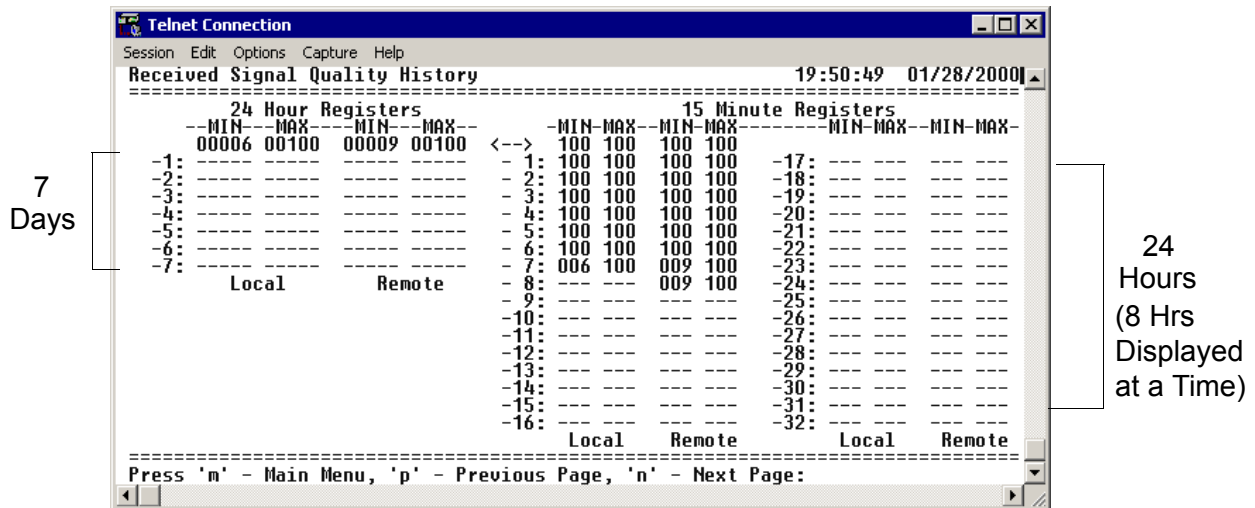 Telnet Connection
Session Edit Options Capture Help
Received Signal Quality History 19:50:49 01/28/2000
==========================================================================================
24 Hour Registers 15 Minute Registers
--MIN---MAX----MIN---MAX-- -MIN-MAX--MIN-MAX---------MIN-MAX--MIN-MAX-
00006 00100 00009 00100 <--> 100 100 100 100
-1: ----- ----- ----- ----- - 1: 100 100 100 100 -17: --- --- --- ---
-2: ----- ----- ----- ----- - 2: 100 100 100 100 -18: --- --- --- ---
-3: ----- ----- ----- ----- - 3: 100 100 100 100 -19: --- --- --- ---
-4: ----- ----- ----- ----- - 4: 100 100 100 100 -20: --- --- --- ---
-5: ----- ----- ----- ----- - 5: 100 100 100 100 -21: --- --- --- ---
-6: ----- ----- ----- ----- - 6: 100 100 100 100 -22: --- --- --- ---
-7: ----- ----- ----- ----- - 7: 006 100 009 100 -23: --- --- --- ---
Local Remote - 8: --- --- 009 100 -24: --- --- --- ---
- 9: --- --- --- --- -25: --- --- --- ---
-10: --- --- --- --- -26: --- --- --- ---
-11: --- --- --- --- -27: --- --- --- ---
-12: --- --- --- --- -28: --- --- --- ---
-13: --- --- --- --- -29: --- --- --- ---
-14: --- --- --- --- -30: --- --- --- ---
-15: --- --- --- --- -31: --- --- --- ---
-16: --- --- --- --- -32: --- --- --- ---
Local Remote Local Remote
==========================================================================================
Press 'm' - Main Menu, 'p' - Previous Page, 'n' - Next Page:
7
Days
24
Hours
(8 Hrs
Displayed
at a Time)